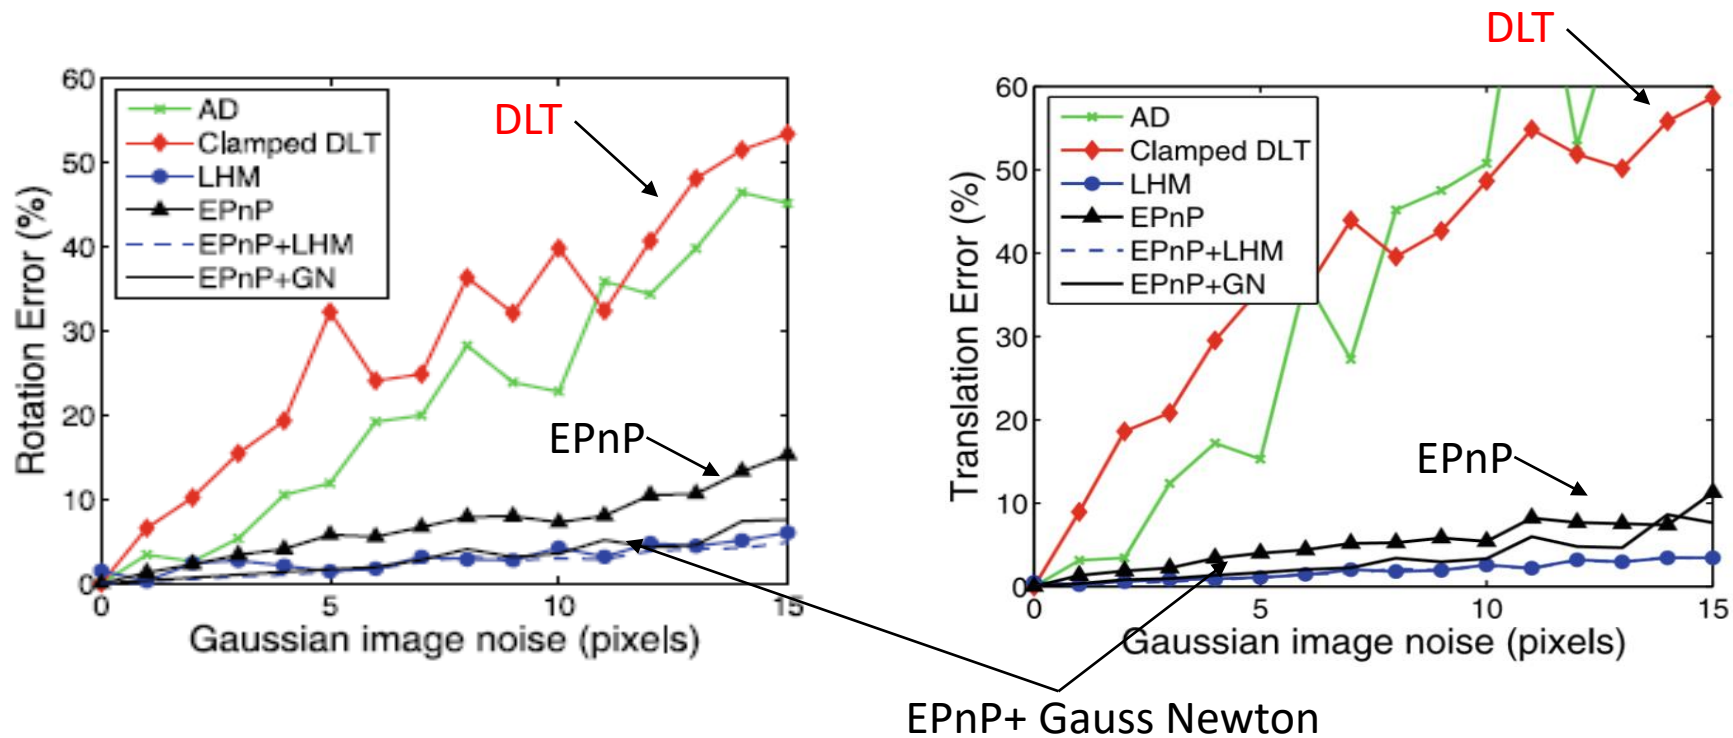 DLT
60
50
40
30
20
10
0
Rotation Error (%)
AD
Clamped DLT
LHM
EPnP
EPnP+LHM
EPnP+GN
DLT
EPnP
0 5 10 15
Gaussian image noise (pixels)
60
50
40
30
20
10
0
Translation Error (%)
AD
Clamped DLT
LHM
EPnP
EPnP+LHM
EPnP+GN
EPnP
0 5 10 15
Gaussian image noise (pixels)
EPnP+ Gauss Newton